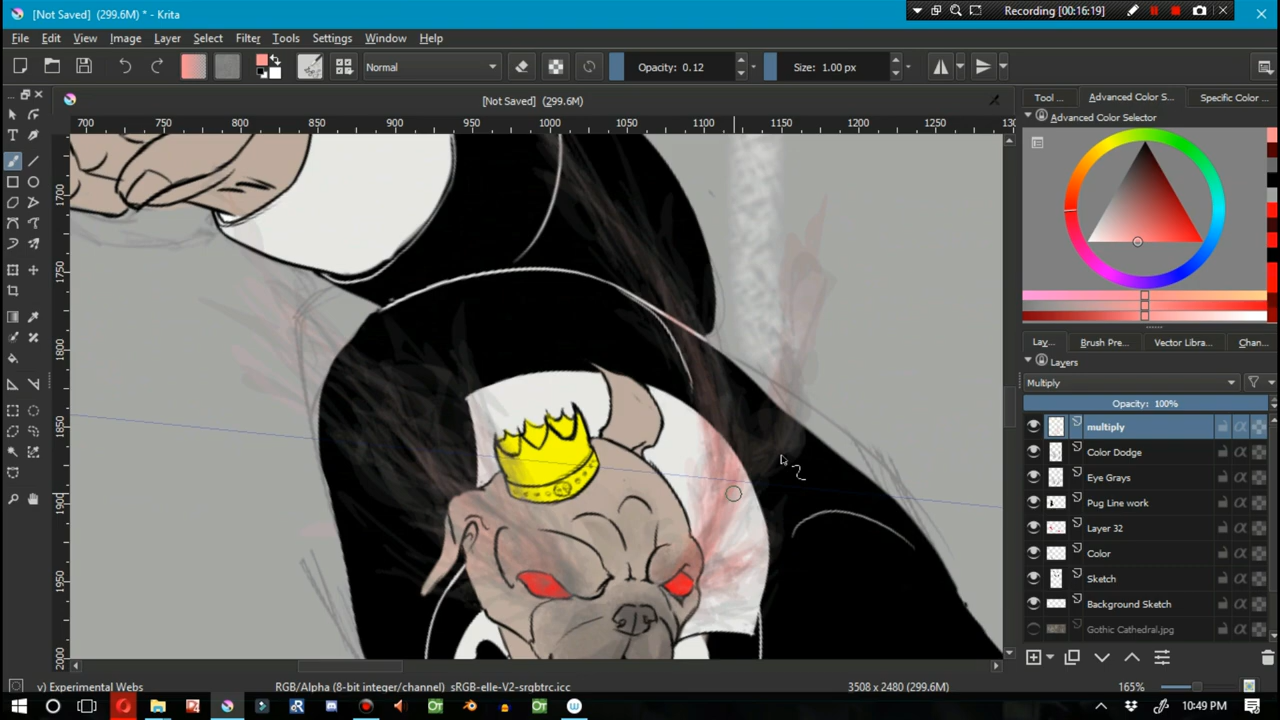 [Not Saved] (299.6M) * - Krita
Recording [00:16:19]
File Edit View Image Layer Select Filter Tools Settings Window Help
Normal
Opacity: 0.12
Size: 1.00 px
[Not Saved] (299.6M)
Tool ...
Advanced Color S...
Specific Color ...
700 750 800 850 900 950 1000 1050 1100 1150 1200 1250 130
Advanced Color Selector
1700
1750
1800
1850
1900
1950
2000
Lay...
Brush Pre...
Vector Libra...
Chan...
Layers
Multiply
Opacity: 100%
multiply
Color Dodge
Eye Grays
Pug Line work
Layer 32
Color
Sketch
Background Sketch
Gothic Cathedral.jpg
v) Experimental Webs
RGB/Alpha (8-bit integer/channel) sRGB-elle-V2-srgbtrc.icc
3508 x 2480 (299.6M)
165%
10:49 PM